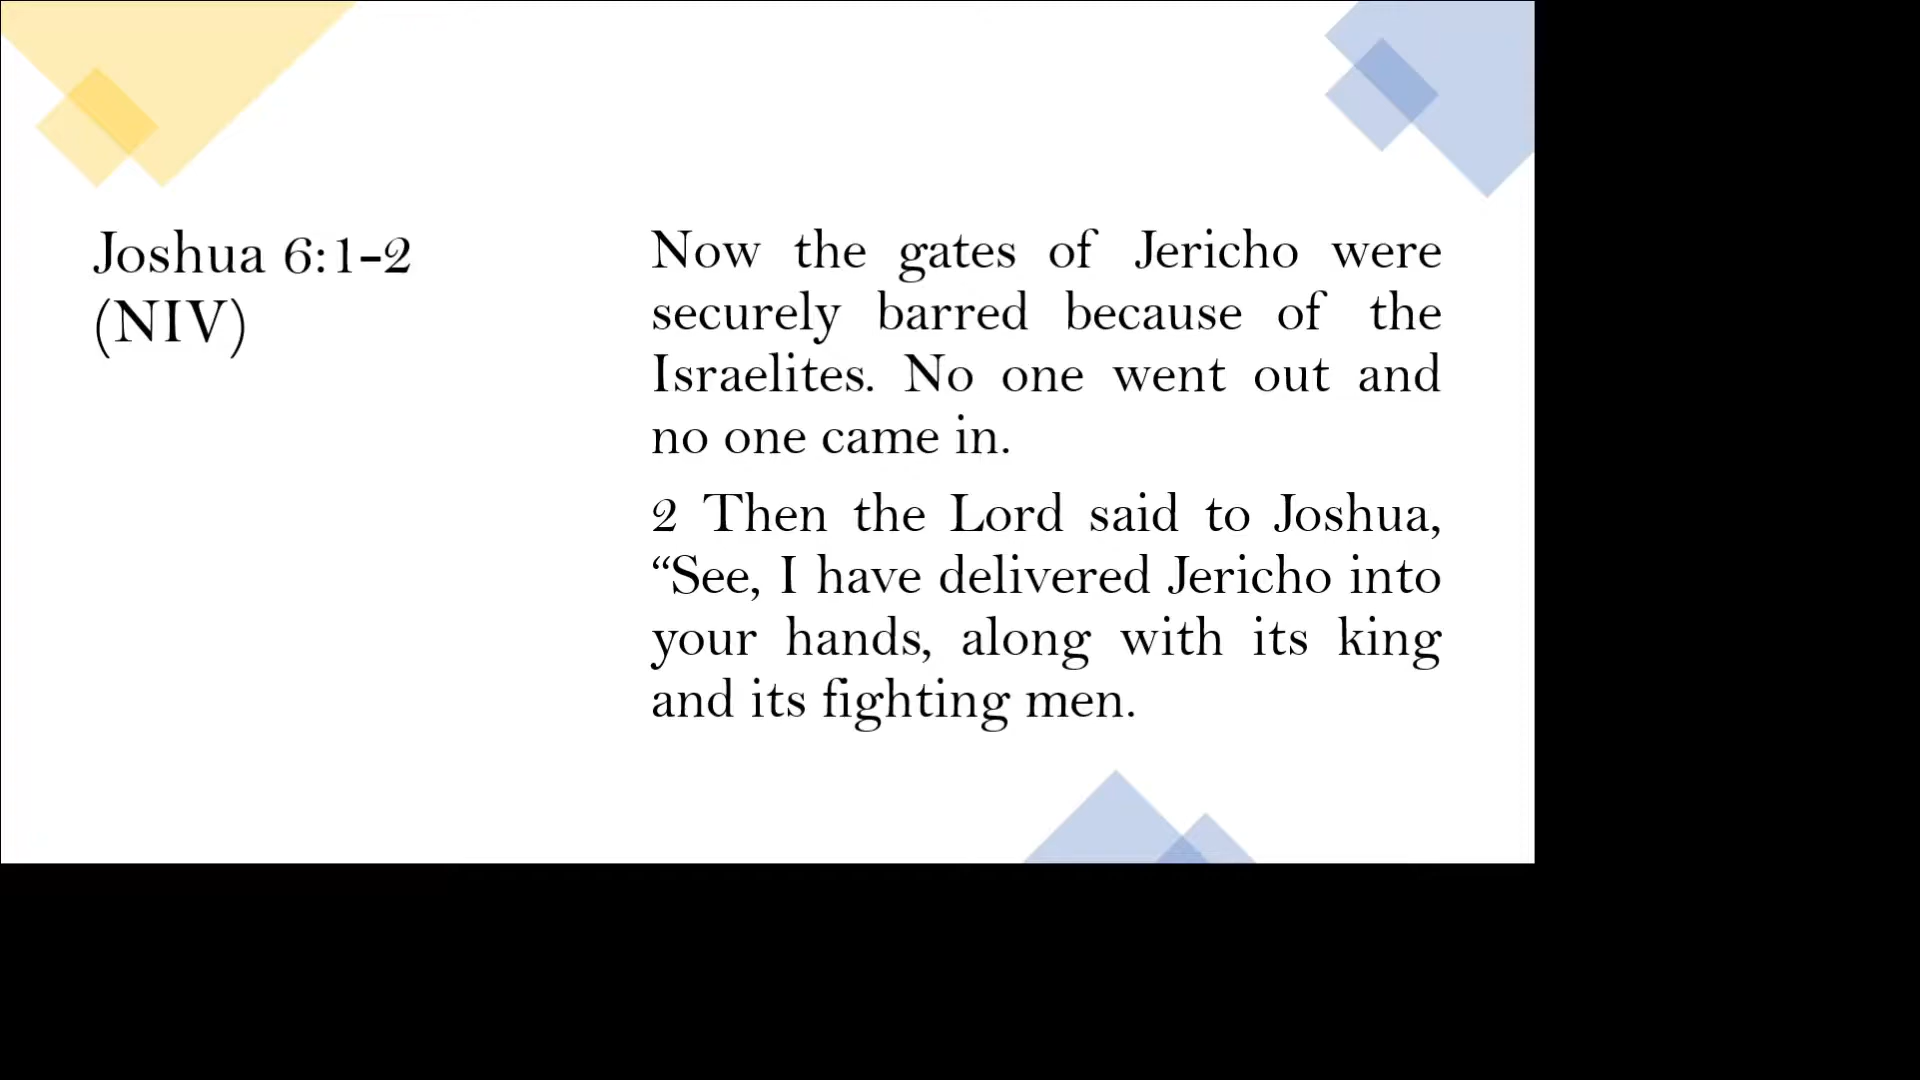 Joshua 6:1-2
(NIV)
Now the gates of Jericho were
securely barred because of the
Israelites. No one went out and
no one came in.
2 Then the Lord said to Joshua,
“See, I have delivered Jericho into
your hands, along with its king
and its fighting men.